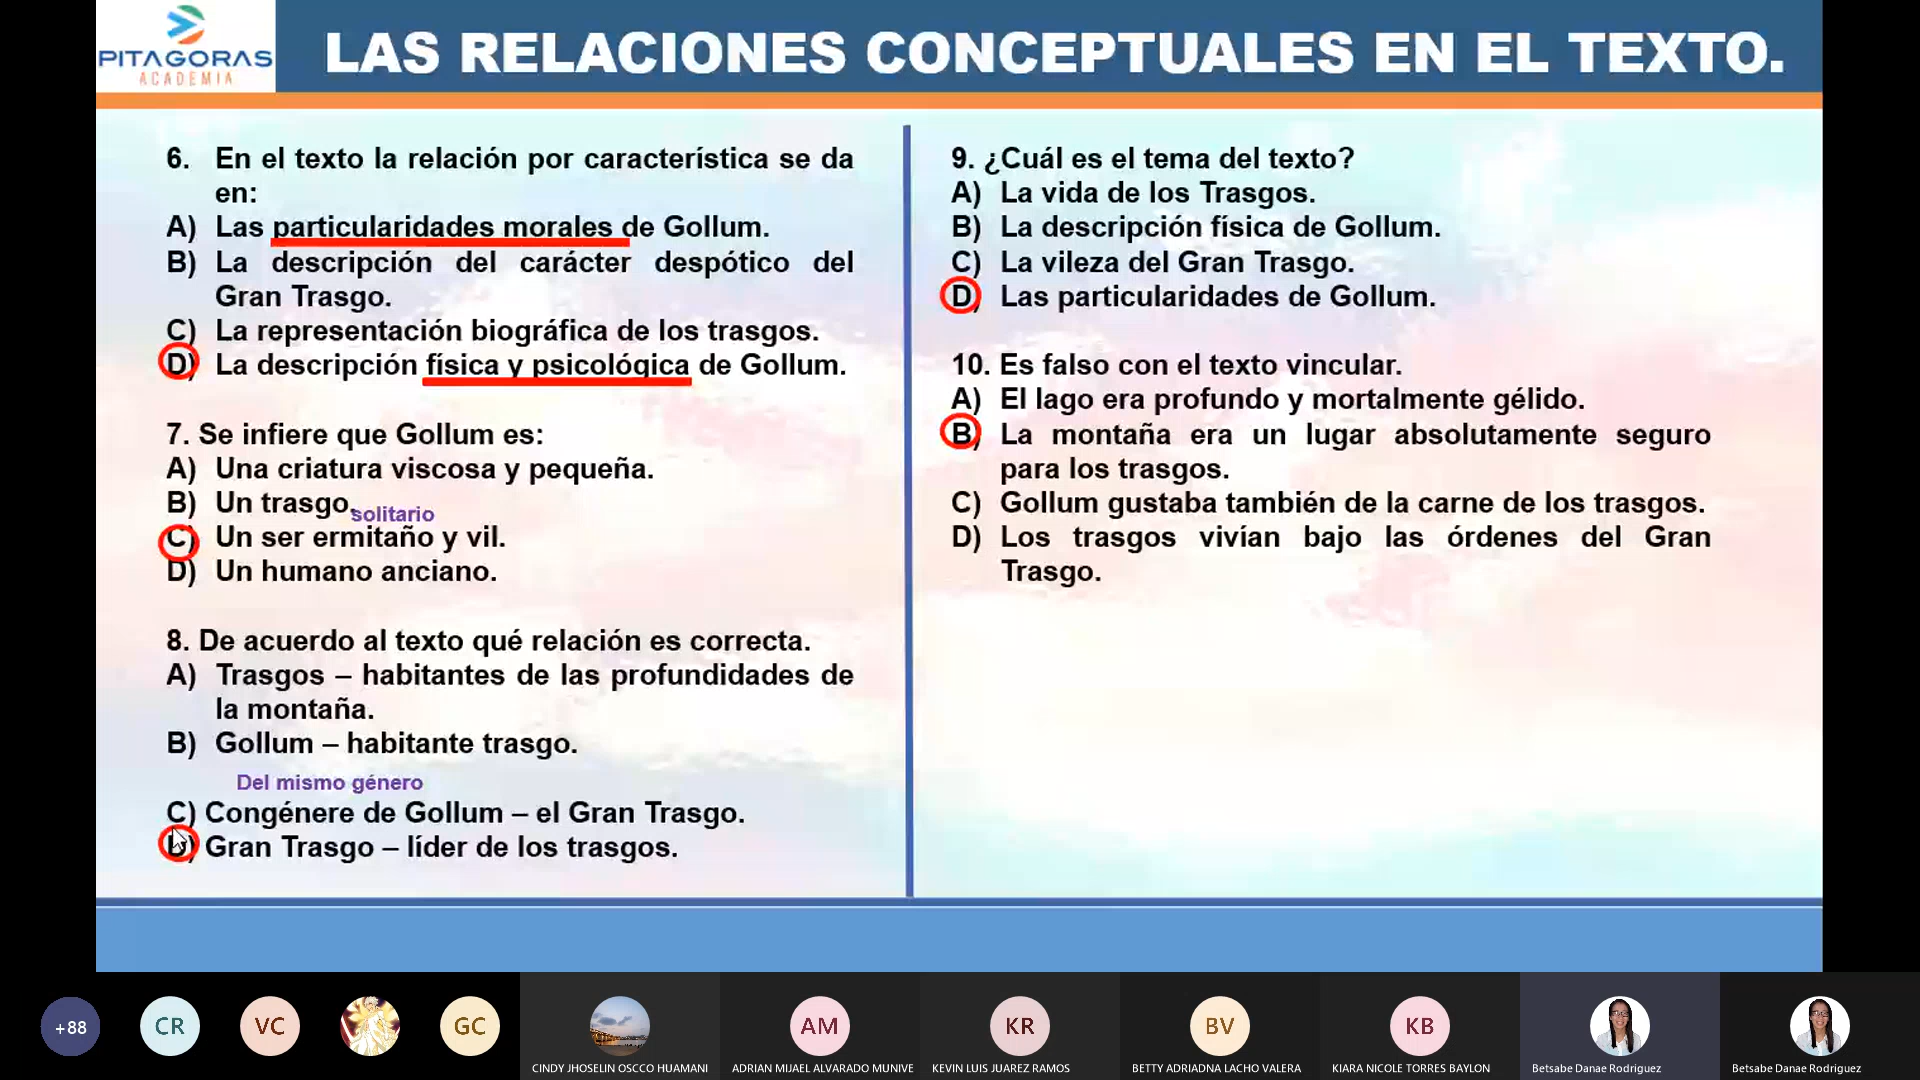 PITAGORAS
ACADEMIA
LAS RELACIONES CONCEPTUALES EN EL TEXTO.
6. En el texto la relación por característica se da
en:
A) Las particularidades morales de Gollum.
B) La descripción del carácter despótico del
Gran Trasgo.
C) La representación biográfica de los trasgos.
D) La descripción física y psicológica de Gollum.
7. Se infiere que Gollum es:
A) Una criatura viscosa y pequeña.
B) Un trasgo.
solitario
C) Un ser ermitaño y vil.
D) Un humano anciano.
8. De acuerdo al texto qué relación es correcta.
A) Trasgos – habitantes de las profundidades de
la montaña.
B) Gollum – habitante trasgo.
Del mismo género
C) Congénere de Gollum – el Gran Trasgo.
D) Gran Trasgo – líder de los trasgos.
9. ¿Cuál es el tema del texto?
A) La vida de los Trasgos.
B) La descripción física de Gollum.
C) La vileza del Gran Trasgo.
D) Las particularidades de Gollum.
10. Es falso con el texto vincular.
A) El lago era profundo y mortalmente gélido.
B) La montaña era un lugar absolutamente seguro
para los trasgos.
C) Gollum gustaba también de la carne de los trasgos.
D) Los trasgos vivían bajo las órdenes del Gran
Trasgo.
+88
CR
VC
GC
CINDY JHOSELIN OSCCO HUAMANI
AM
ADRIAN MIJAEL ALVARADO MUNIVE
KR
KEVIN LUIS JUAREZ RAMOS
BV
BETTY ADRIADNA LACHO VALERA
KB
KIARA NICOLE TORRES BAYLON
Betsabe Danae Rodriguez
Betsabe Danae Rodriguez